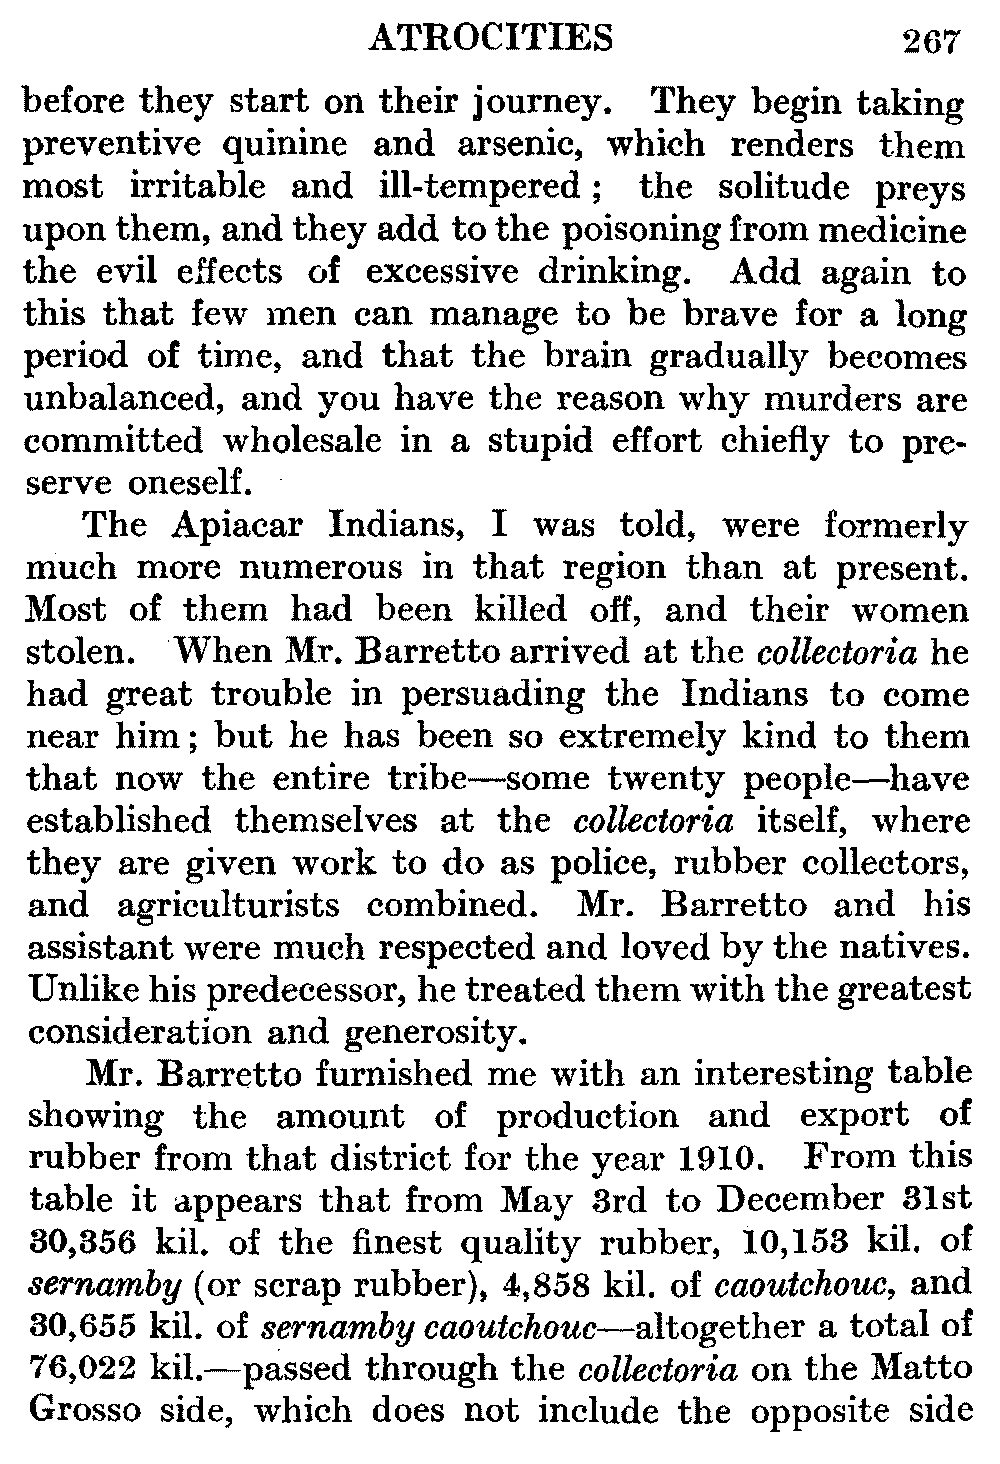 ATROCITIES 267
before they start on their journey. They begin taking
preventive quinine and arsenic, which renders them
most irritable and ill-tempered ; the solitude preys
upon them, and they add to the poisoning from medicine
the evil effects of excessive drinking. Add again to
this that few men can manage to be brave for a long
period of time, and that the brain gradually becomes
unbalanced, and you have the reason why murders are
committed wholesale in a stupid effort chiefly to pre-
serve oneself.
The Apiacar Indians, I was told, were formerly
much more numerous in that region than at present.
Most of them had been killed off, and their women
stolen. When Mr. Barretto arrived at the collectoria he
had great trouble in persuading the Indians to come
near him ; but he has been so extremely kind to them
that now the entire tribe—some twenty people—have
established themselves at the collectoria itself, where
they are given work to do as police, rubber collectors,
and agriculturists combined. Mr. Barretto and his
assistant were much respected and loved by the natives.
Unlike his predecessor, he treated them with the greatest
consideration and generosity.
Mr. Barretto furnished me with an interesting table
showing the amount of production and export of
rubber from that district for the year 1910. From this
table it appears that from May 3rd to December 31st
30,356 kil. of the finest quality rubber, 10,153 kil. of
sernamby (or scrap rubber), 4,858 kil. of caoutchouc, and
30,655 kil. of sernamby caoutchouc—altogether a total of
76,022 kil.—passed through the collectoria on the Matto
Grosso side, which does not include the opposite side